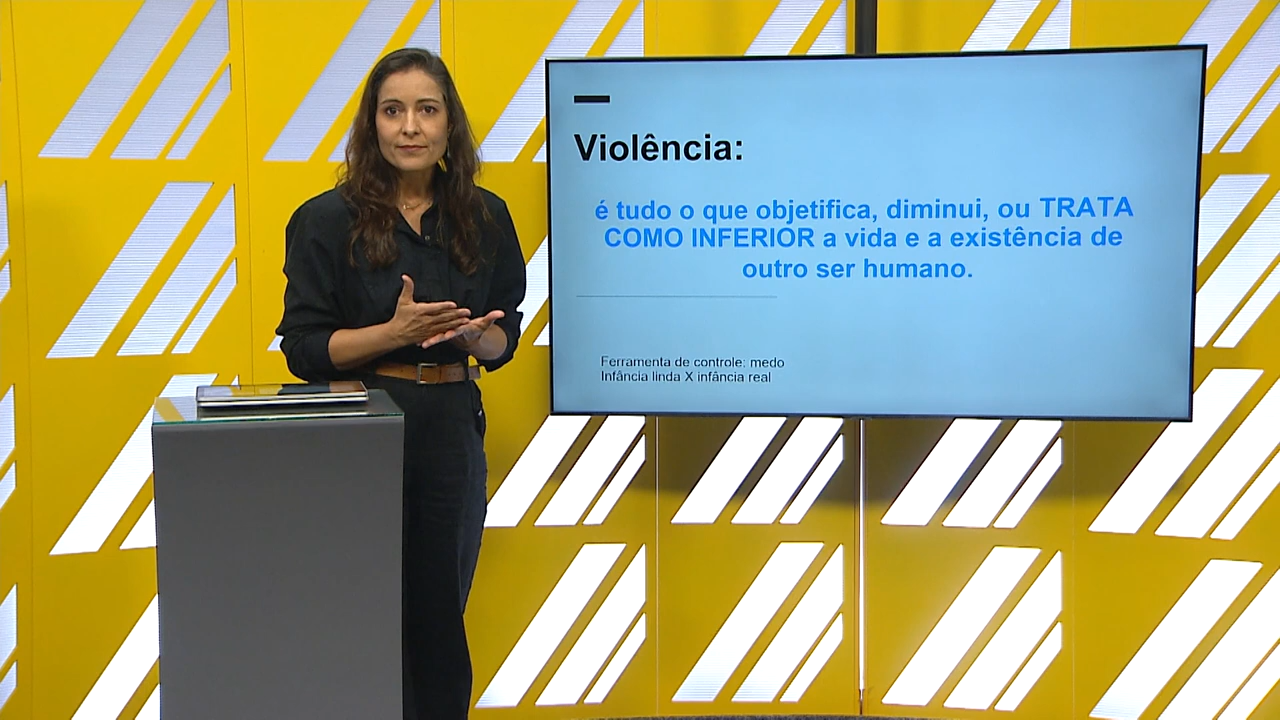 Violência:
é tudo o que objetifica, diminui, ou TRATA
COMO INFERIOR a vida e a existência de
outro ser humano.
Ferramenta de controle: medo
Infância linda X infância real